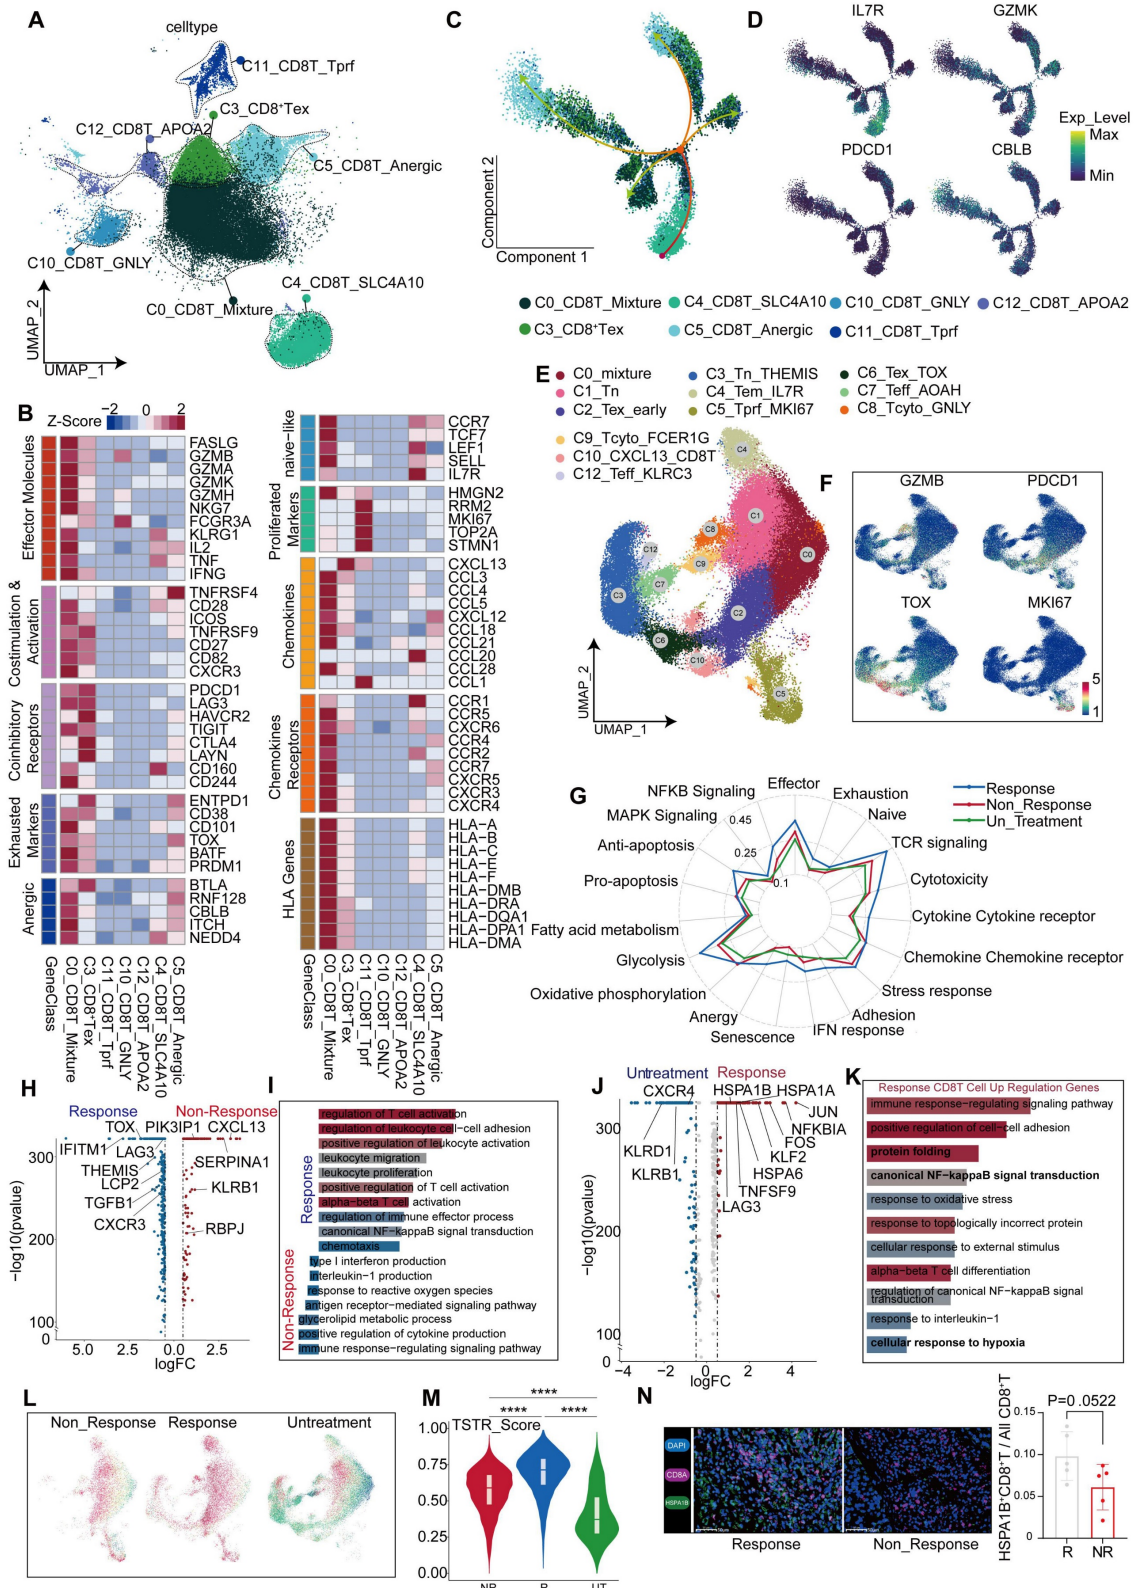 A
celltype
C11_CD8T_Tprf
C3_CD8⁺Tex
C12_CD8T_APOA2
C5_CD8T_Anergic
C10_CD8T_GNLY
C4_CD8T_SLC4A10
C0_CD8T_Mixture
UMAP_2
UMAP_1
C
Component 2
Component 1
D
IL7R
GZMK
PDCD1
CBLB
Exp_Level
Max
Min
C0_CD8T_Mixture
C4_CD8T_SLC4A10
C10_CD8T_GNLY
C12_CD8T_APOA2
C3_CD8⁺Tex
C5_CD8T_Anergic
C11_CD8T_Tprf
B
Z-Score
−2
0
2
Effector Molecules
FASLG
GZMB
GZMA
GZMK
GZMH
NKG7
FCGR3A
KLRG1
IL2
TNF
IFNG
Costimulation &
Activation
TNFRSF4
CD28
ICOS
TNFRSF9
CD27
CD82
CXCR3
Coinhibitory
Receptors
PDCD1
LAG3
HAVCR2
TIGIT
CTLA4
LAYN
CD160
CD244
Exhausted
Markers
ENTPD1
CD38
CD101
TOX
BATF
PRDM1
Anergic
BTLA
RNF128
CBLB
ITCH
NEDD4
GeneClass
C0_CD8T_Mixture
C3_CD8⁺Tex
C11_CD8T_Tprf
C10_CD8T_GNLY
C12_CD8T_APOA2
C4_CD8T_SLC4A10
C5_CD8T_Anergic
naive-like
CCR7
TCF7
LEF1
SELL
IL7R
Proliferated
Markers
HMGN2
RRM2
MKI67
TOP2A
STMN1
Chemokines
CXCL13
CCL3
CCL4
CCL5
CXCL12
CCL18
CCL21
CCL20
CCL28
CCL1
Chemokines
Receptors
CCR1
CCR5
CXCR6
CCR4
CCR2
CCR7
CXCR5
CXCR3
CXCR4
HLA Genes
HLA−A
HLA−B
HLA−C
HLA−E
HLA−F
HLA−DMB
HLA−DRA
HLA−DQA1
HLA−DPA1
HLA−DMA
GeneClass
C0_CD8T_Mixture
C3_CD8⁺Tex
C11_CD8T_Tprf
C10_CD8T_GNLY
C12_CD8T_APOA2
C4_CD8T_SLC4A10
C5_CD8T_Anergic
E
C0_mixture
C3_Tn_THEMIS
C6_Tex_TOX
C1_Tn
C4_Tem_IL7R
C7_Teff_AOAH
C2_Tex_early
C5_Tprf_MKI67
C8_Tcyto_GNLY
C9_Tcyto_FCER1G
C10_CXCL13_CD8T
C12_Teff_KLRC3
C4
C1
C8
C0
C12
C9
C7
C3
C2
C6
C10
C5
UMAP_2
UMAP_1
F
GZMB
PDCD1
TOX
MKI67
5
1
G
Effector
Exhaustion
Naive
TCR signaling
Cytotoxicity
Cytokine Cytokine receptor
Chemokine Chemokine receptor
Stress response
Adhesion
IFN response
Senescence
Anergy
Oxidative phosphorylation
Glycolysis
Fatty acid metabolism
Pro-apoptosis
Anti-apoptosis
MAPK Signaling
NFKB Signaling
0.45
0.25
0.1
Response
Non_Response
Un_Treatment
H
Response
Non-Response
TOX
PIK3IP1
CXCL13
IFITM1
LAG3
SERPINA1
THEMIS
LCP2
KLRB1
TGFB1
CXCR3
RBPJ
−log10(pvalue)
300
200
100
0
5.0
2.5
0.0
2.5
logFC
I
Response
Non-Response
regulation of T cell activation
regulation of leukocyte cell−cell adhesion
positive regulation of leukocyte activation
leukocyte migration
leukocyte proliferation
positive regulation of T cell activation
alpha−beta T cell activation
regulation of immune effector process
canonical NF−kappaB signal transduction
chemotaxis
type I interferon production
interleukin−1 production
response to reactive oxygen species
antigen receptor−mediated signaling pathway
glycerolipid metabolic process
positive regulation of cytokine production
immune response−regulating signaling pathway
J
Untreatment
Response
CXCR4
HSPA1B
HSPA1A
JUN
NFKBIA
KLRD1
FOS
KLF2
KLRB1
HSPA6
TNFSF9
LAG3
−log10(pvalue)
300
200
100
0
−4
−2
0
2
4
logFC
K
Response CD8T Cell Up Regulation Genes
immune response−regulating signaling pathway
positive regulation of cell−cell adhesion
protein folding
canonical NF−kappaB signal transduction
response to oxidative stress
response to topologically incorrect protein
cellular response to external stimulus
alpha−beta T cell differentiation
regulation of canonical NF−kappaB signal
transduction
response to interleukin−1
cellular response to hypoxia
L
Non_Response
Response
Untreatment
M
TSTR_Score
****
****
****
1.00
0.75
0.50
0.25
0.00
NR
R
UT
N
DAPI
CD8A
HSPA1B
Response
Non_Response
HSPA1B⁺CD8⁺T / All CD8⁺T
P=0.0522
0.15
0.10
0.05
0
R
NR